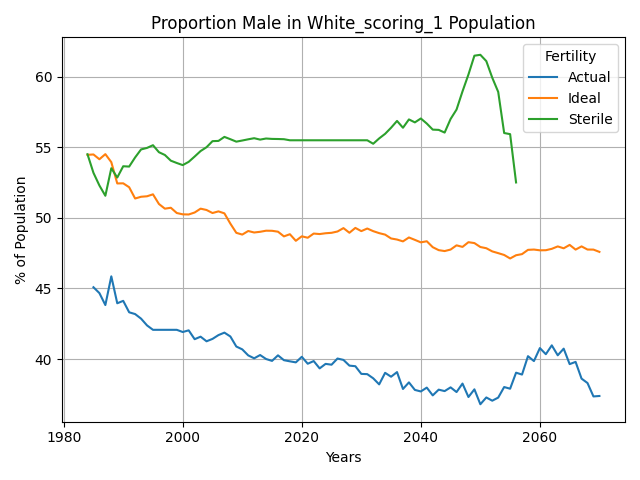 Proportion Male in White_scoring_1 Population
% of Population
60
55
50
45
40
Fertility
Actual
Ideal
Sterile
1980
2000
2020
2040
2060
Years